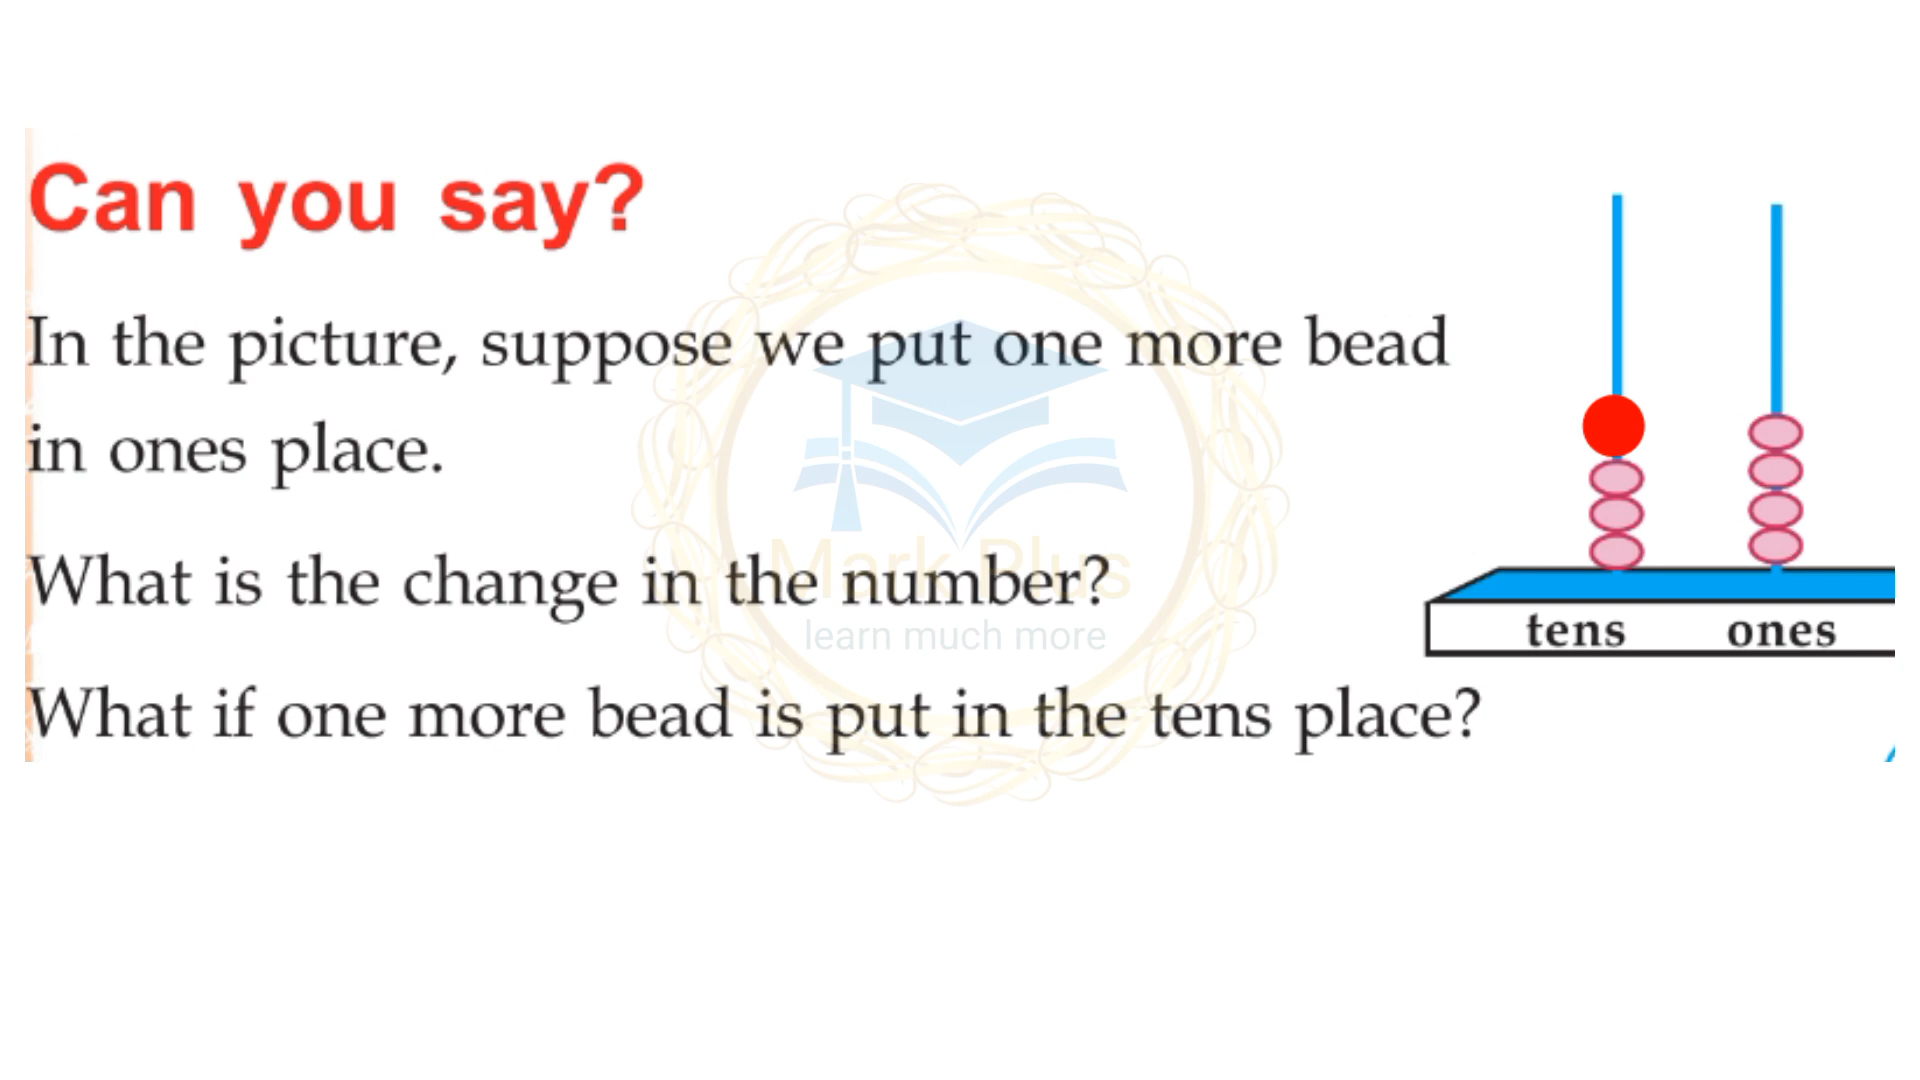 Can you say?
In the picture, suppose we put one more bead
in ones place.
What is the change in the number?
What if one more bead is put in the tens place?
tens ones
Mark Plus
learn much more